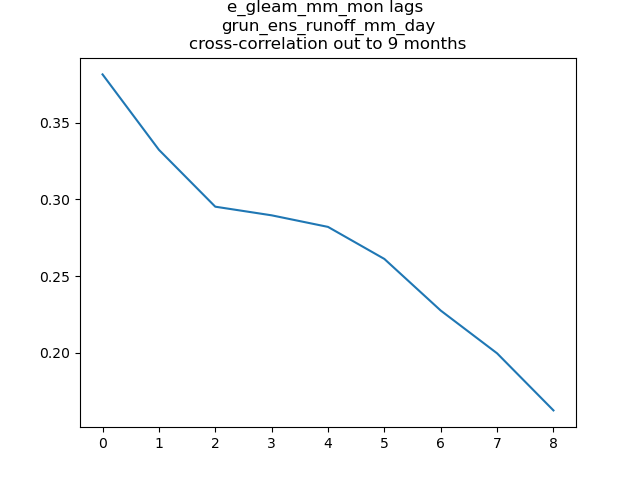 e_gleam_mm_mon lags
grun_ens_runoff_mm_day
cross-correlation out to 9 months
0.35
0.30
0.25
0.20
0 1 2 3 4 5 6 7 8